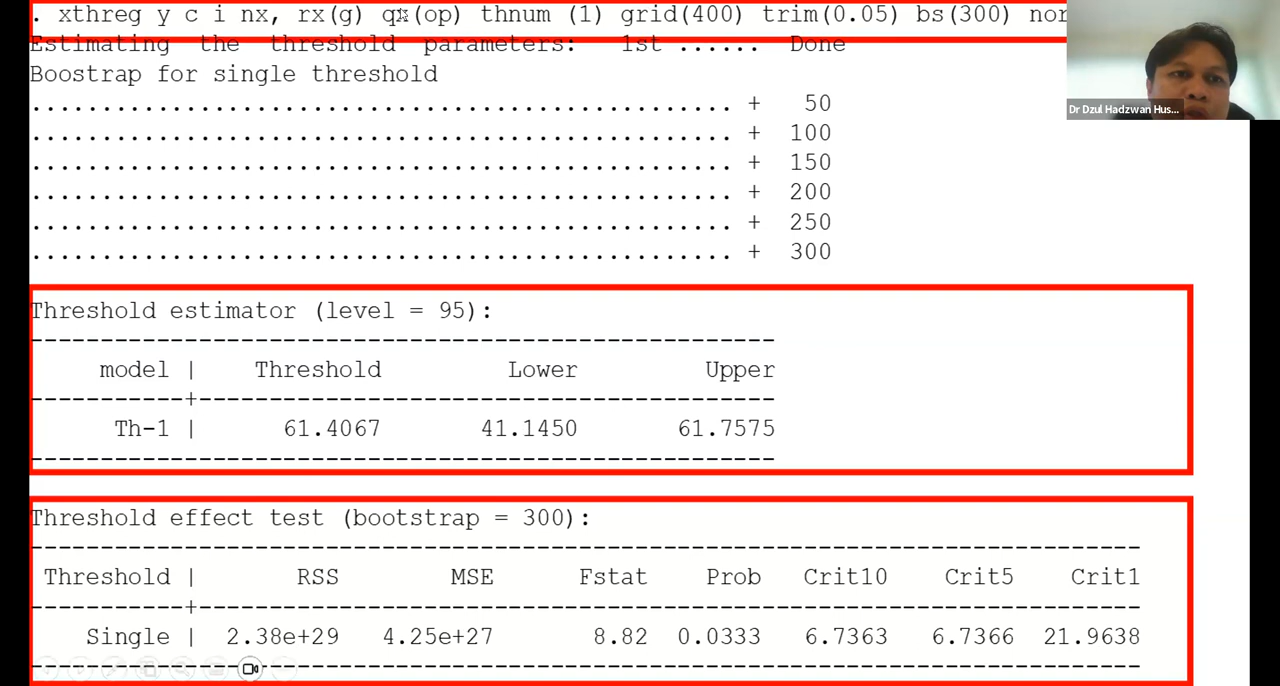 . xthreg y c i nx, rx(g) qx(op) thnum (1) grid(400) trim(0.05) bs(300) nor
Estimating the threshold parameters: 1st ...... Done
Boostrap for single threshold
.................................................. + 50
.................................................. + 100
.................................................. + 150
.................................................. + 200
.................................................. + 250
.................................................. + 300
Dr Dzul Hadzwan Hus...
Threshold estimator (level = 95):
-----------------------------------------------------
model | Threshold Lower Upper
-----------+-----------------------------------------
Th-1 | 61.4067 41.1450 61.7575
-----------------------------------------------------
Threshold effect test (bootstrap = 300):
-------------------------------------------------------------------------------
Threshold | RSS MSE Fstat Prob Crit10 Crit5 Crit1
-----------+-------------------------------------------------------------------
Single | 2.38e+29 4.25e+27 8.82 0.0333 6.7363 6.7366 21.9638
-------------------------------------------------------------------------------